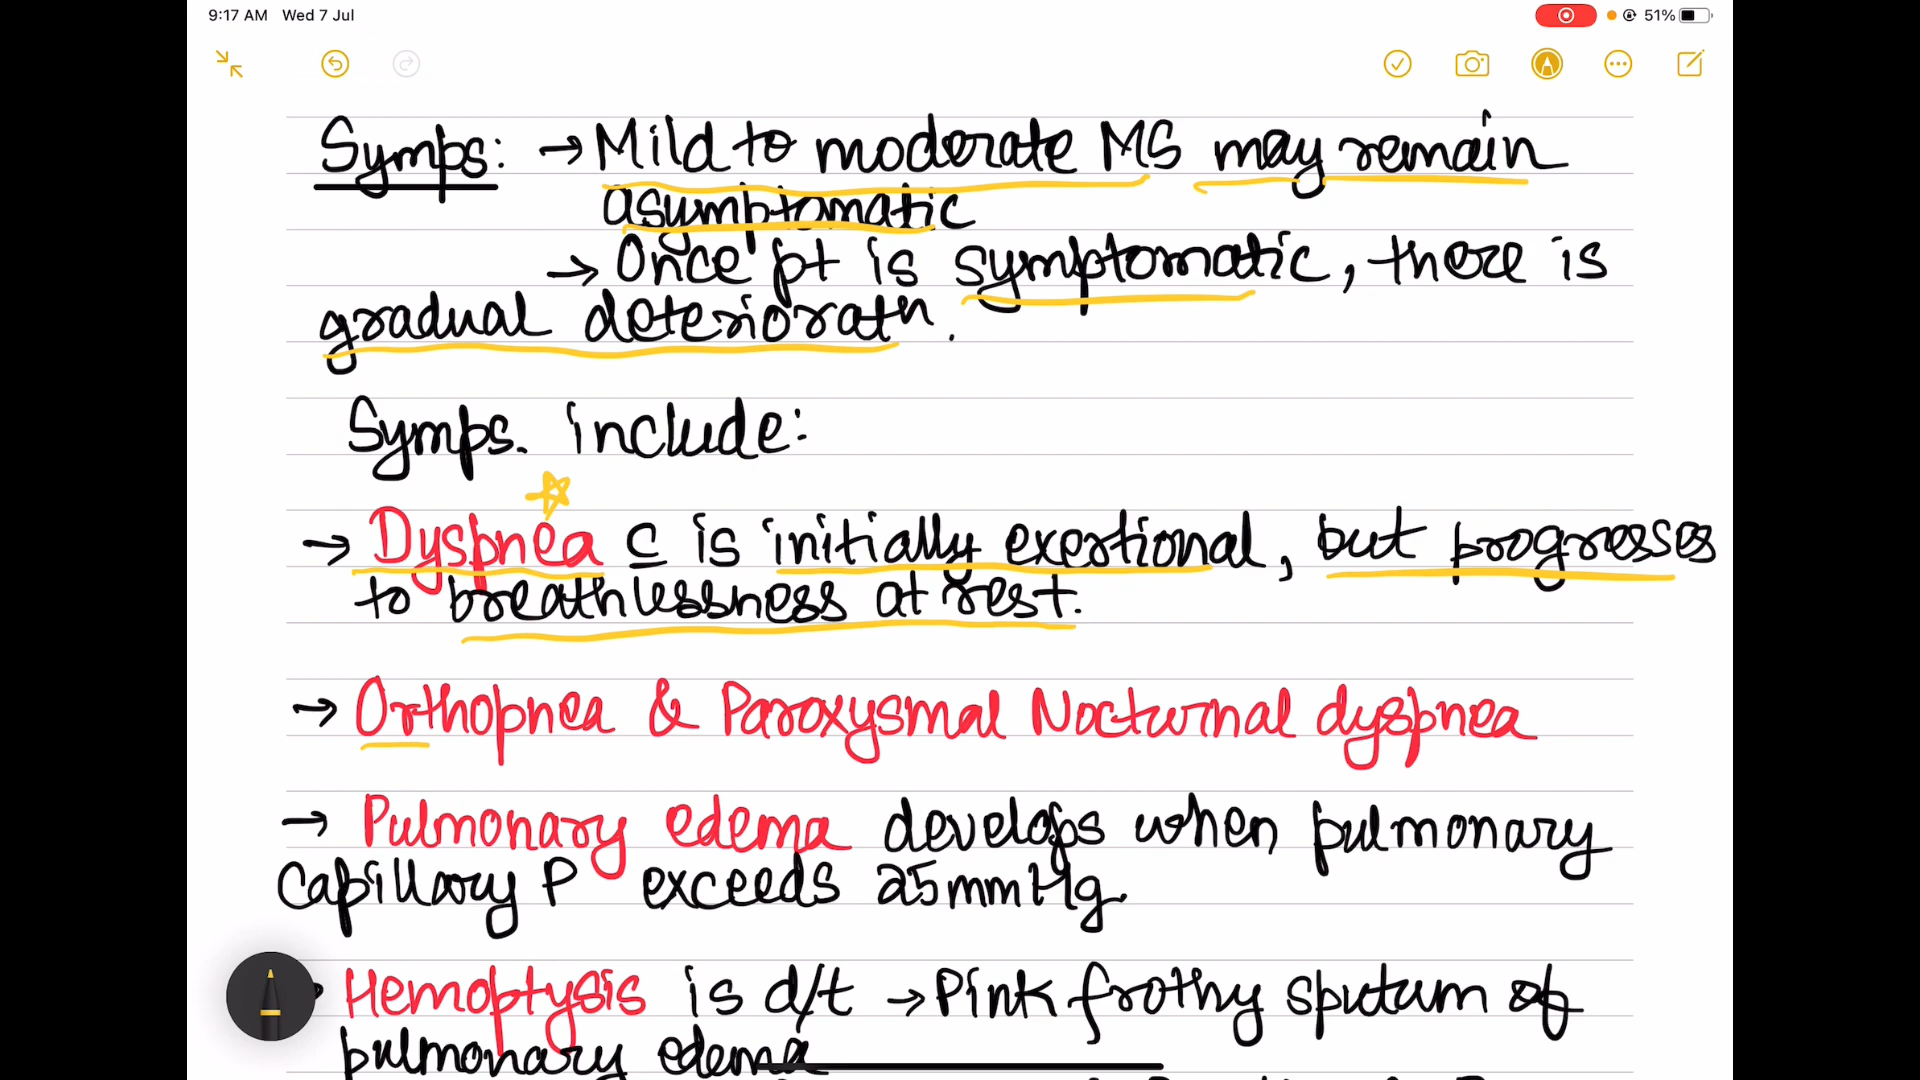 9:17 AM Wed 7 Jul
51%
Symps: → Mild to moderate MS may remain
asymptomatic
→ Once pt is symptomatic, there is
gradual deterioratn.
Symps. include:
→ Dyspnea c is initially exertional, but progresses
to breathlessness at rest.
→ Orthopnea & Paroxysmal Nocturnal dyspnea
→ Pulmonary edema develops when pulmonary
capillary P exceeds 25mmHg.
Hemoptysis is d/t → Pink frothy sputum of
pulmonary edema